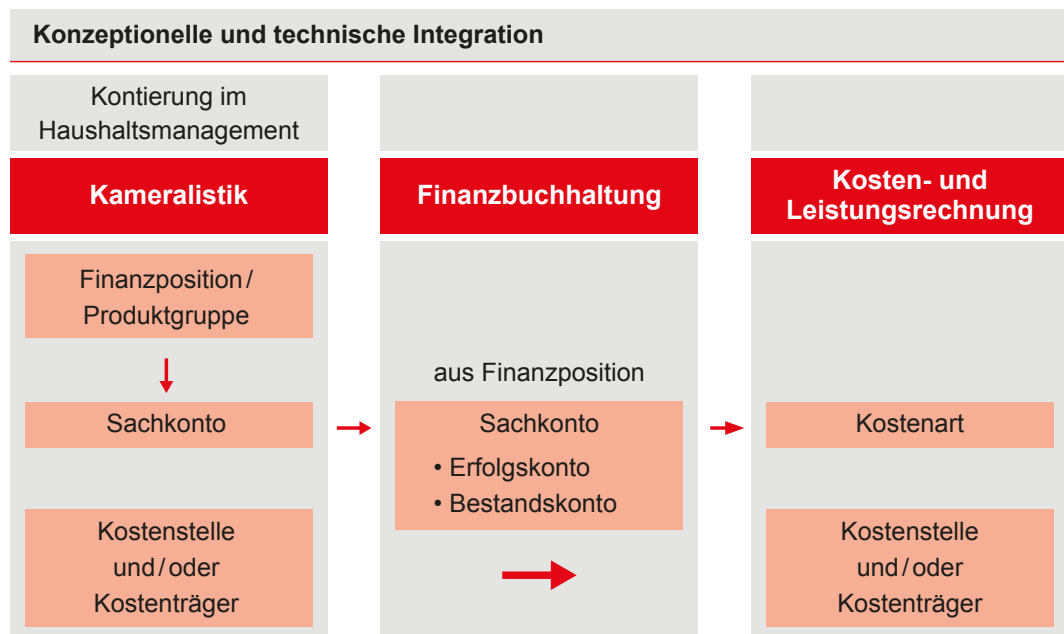 Konzeptionelle und technische Integration
Kontierung im
Haushaltsmanagement
Kameralistik
Finanzposition/
Produktgruppe
Sachkonto
Kostenstelle
und/oder
Kostenträger
Finanzbuchhaltung
aus Finanzposition
Sachkonto
• Erfolgskonto
• Bestandskonto
Kosten- und
Leistungsrechnung
Kostenart
Kostenstelle
und/oder
Kostenträger